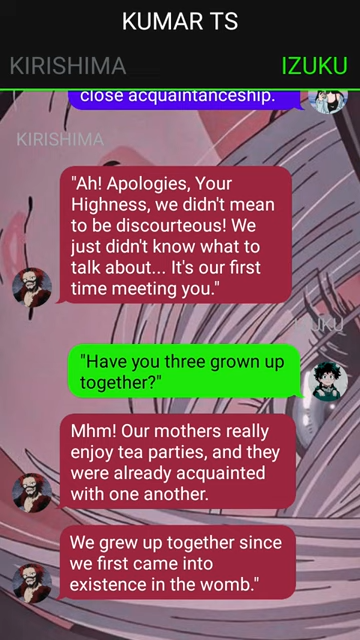 KUMAR TS
KIRISHIMA
IZUKU
close acquaintanceship.
KIRISHIMA
"Ah! Apologies, Your
Highness, we didn't mean
to be discourteous! We
just didn't know what to
talk about... It's our first
time meeting you."
IZUKU
"Have you three grown up
together?"
Mhm! Our mothers really
enjoy tea parties, and they
were already acquainted
with one another.
We grew up together since
we first came into
existence in the womb."